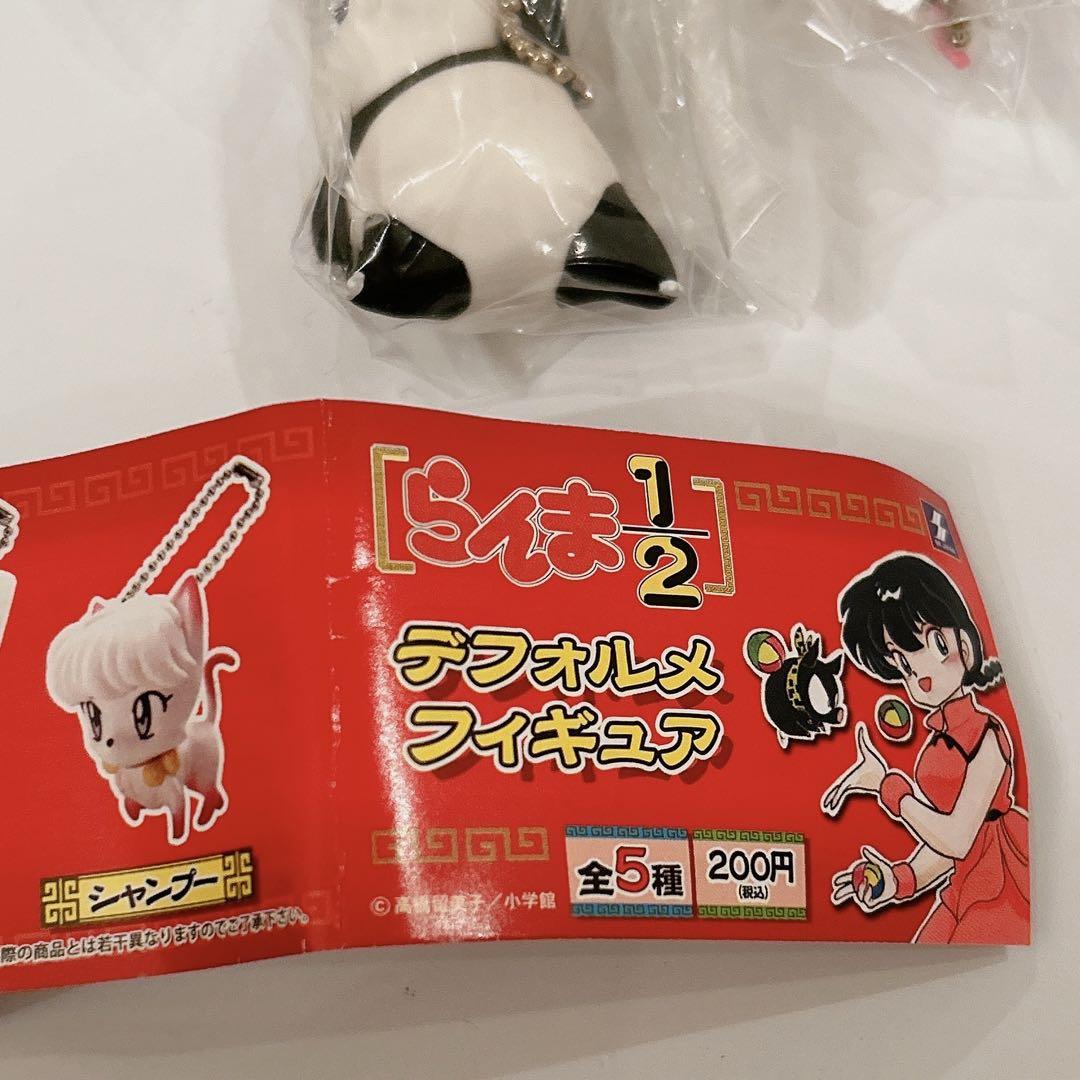 らんま1/2
デフォルメ
フィギュア
全5種
200円
(税込)
©高橋留美子/小学館
シャンプー
際の商品とは若干異なりますのでご了承下さい。